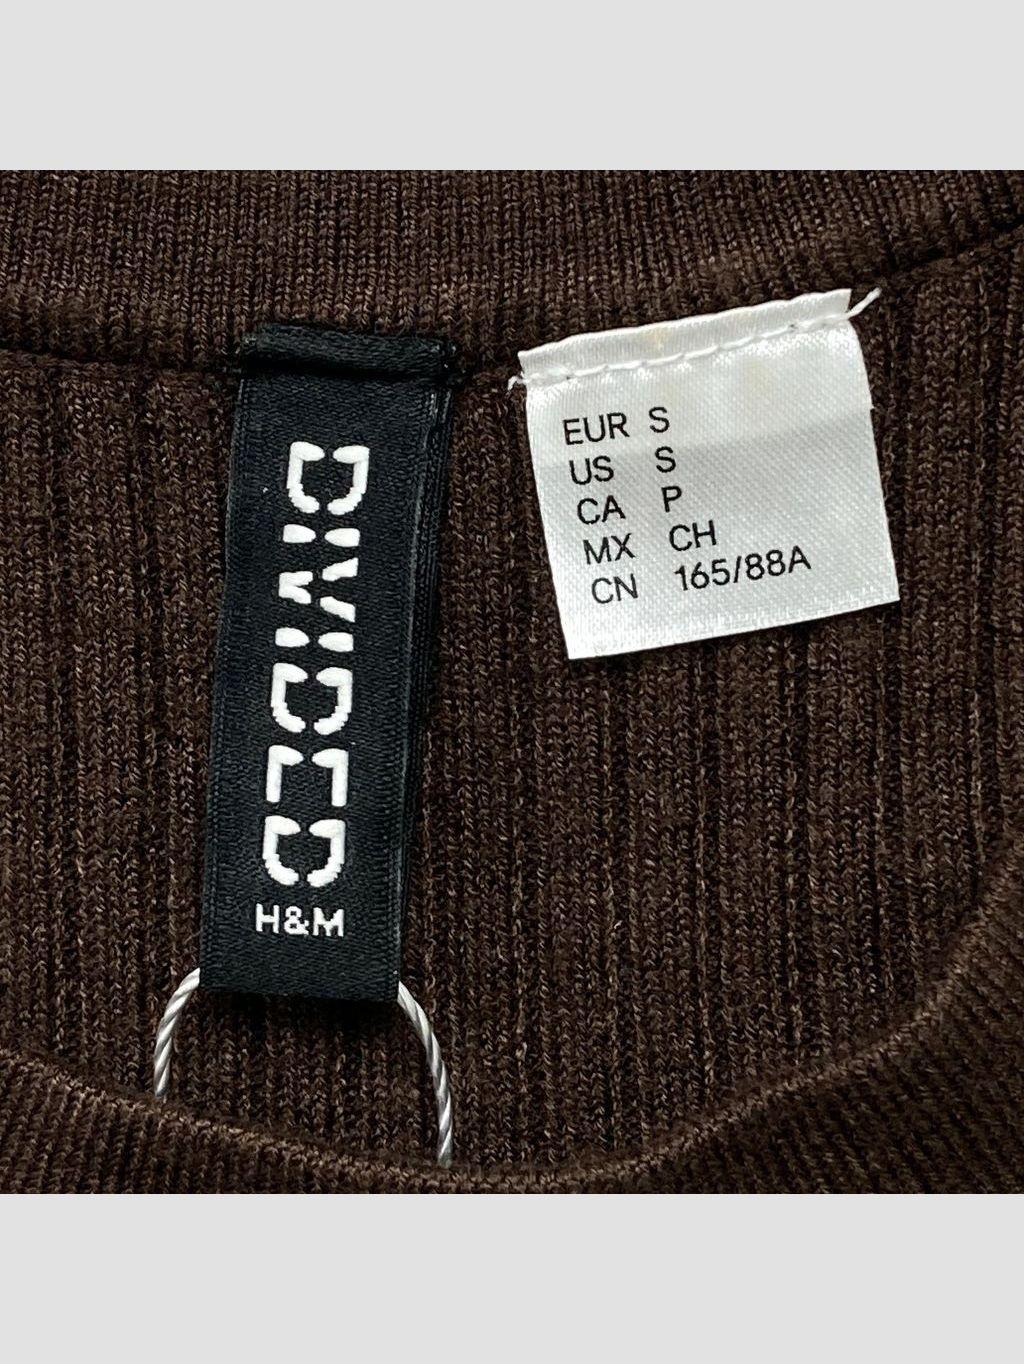 DIVIDED
H&M
EUR S
US S
CA P
MX CH
CN 165/88A